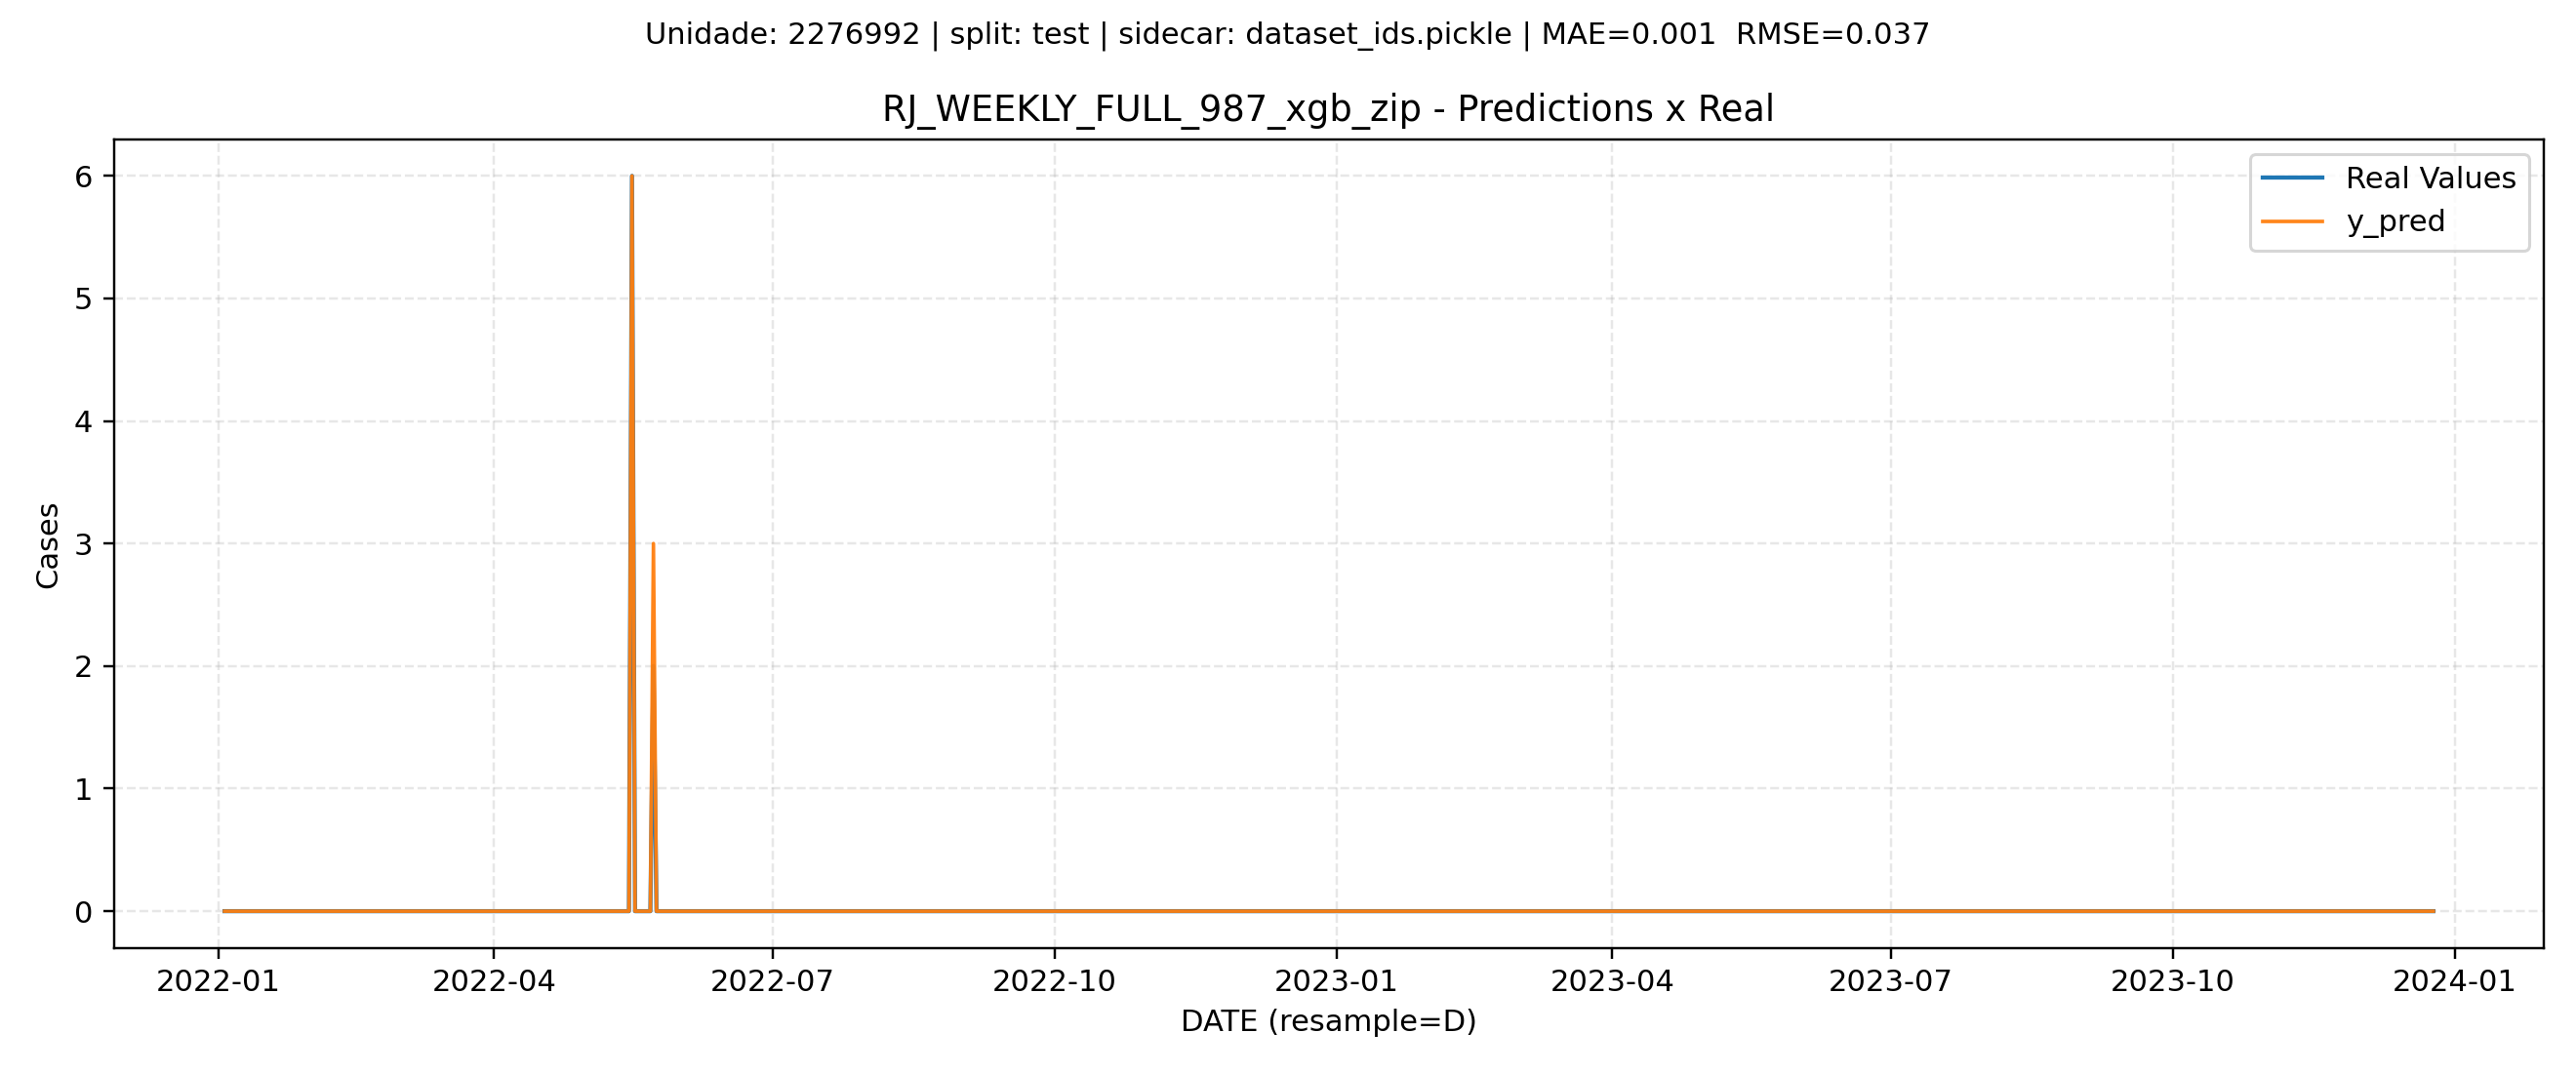 Unidade: 2276992 | split: test | sidecar: dataset_ids.pickle | MAE=0.001  RMSE=0.037
RJ_WEEKLY_FULL_987_xgb_zip - Predictions x Real
Real Values
y_pred
6
5
4
3
2
1
0
Cases
2022-01
2022-04
2022-07
2022-10
2023-01
2023-04
2023-07
2023-10
2024-01
DATE (resample=D)